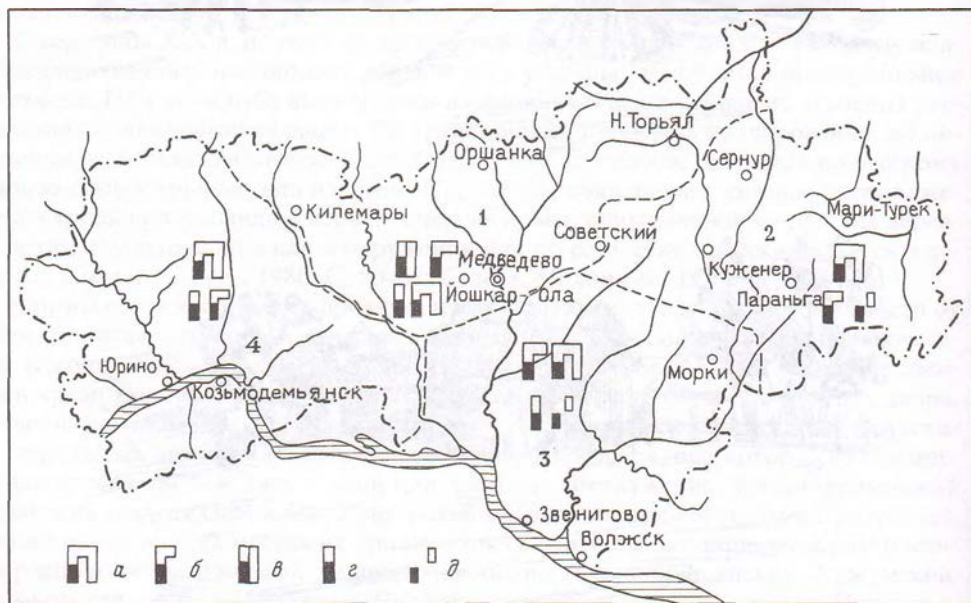 Н.Торьял
Оршанка
Сернур
Килемары
1
Мари-Турек
Советский
2
Медведево
Куженер
Йошкар-Ола
Параньга
4
Юрино
Морки
Козьмодемьянск
3
Звенигово
Волжск
а б в г д